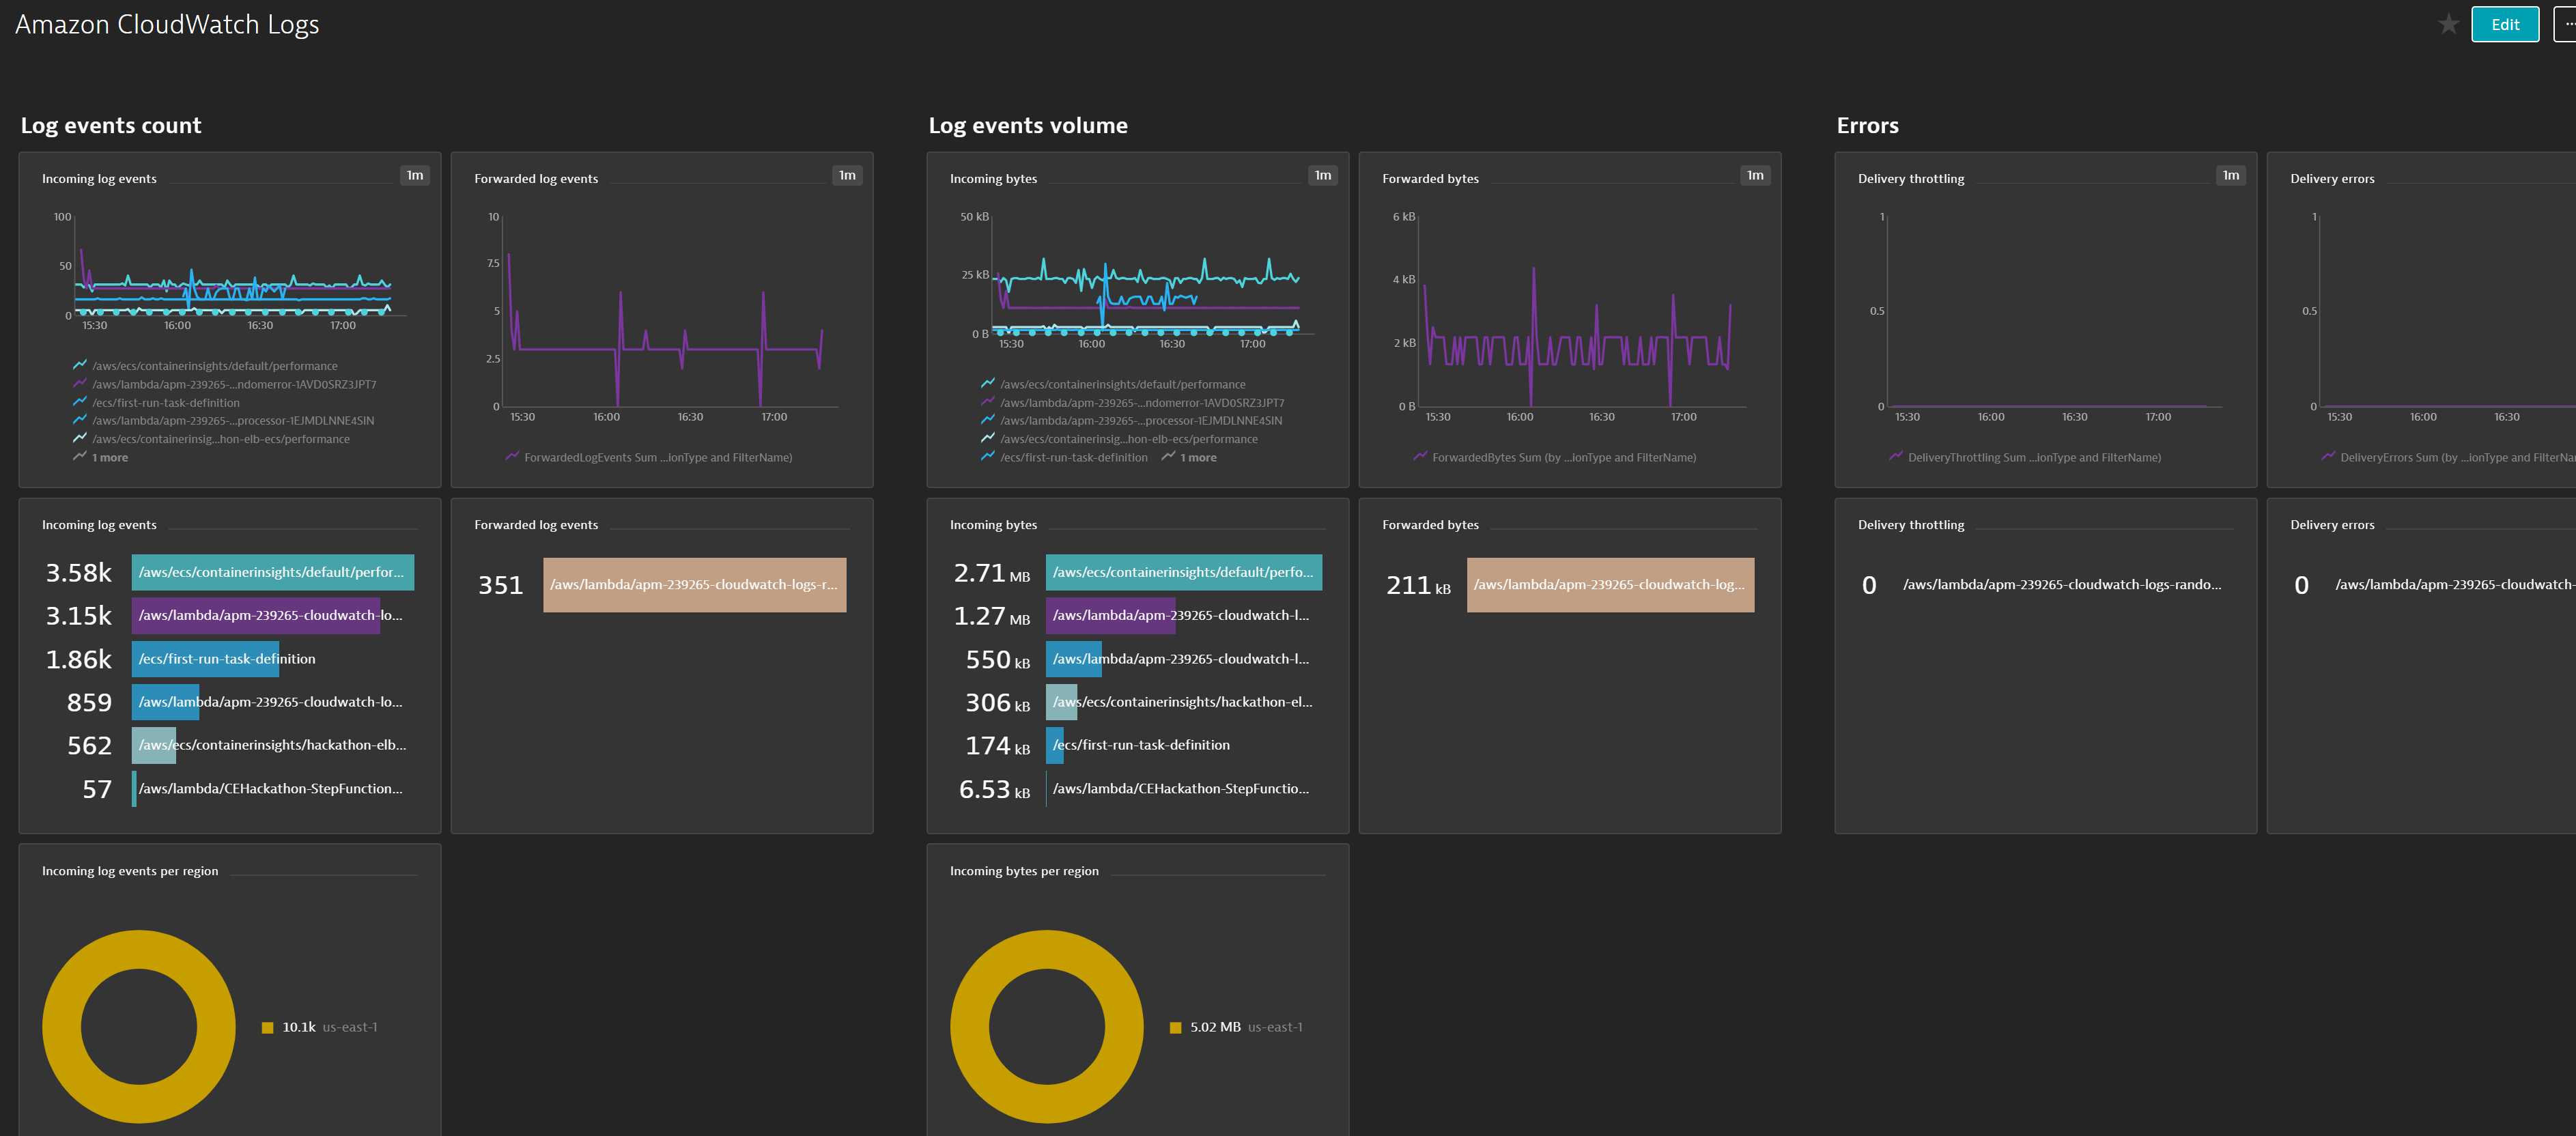 Amazon CloudWatch Logs
Edit
Log events count
Incoming log events
1m
100
50
0
15:30
16:00
16:30
17:00
/aws/ecs/containerinsights/default/performance
/aws/lambda/apm-239265-...ndomerror-1AVD0SRZ3JPT7
/ecs/first-run-task-definition
/aws/lambda/apm-239265-...processor-1EJMDLNNE4SIN
/aws/ecs/containerinsig...hon-elb-ecs/performance
1 more
Forwarded log events
1m
10
7.5
5
2.5
0
15:30
16:00
16:30
17:00
ForwardedLogEvents Sum ...ionType and FilterName)
Log events volume
Incoming bytes
1m
50 kB
25 kB
0 B
15:30
16:00
16:30
17:00
/aws/ecs/containerinsights/default/performance
/aws/lambda/apm-239265-...ndomerror-1AVD0SRZ3JPT7
/aws/lambda/apm-239265-...processor-1EJMDLNNE4SIN
/aws/ecs/containerinsig...hon-elb-ecs/performance
/ecs/first-run-task-definition 1 more
Forwarded bytes
1m
6 kB
4 kB
2 kB
0 B
15:30
16:00
16:30
17:00
ForwardedBytes Sum (by ...ionType and FilterName)
Errors
Delivery throttling
1m
1
0.5
0
15:30
16:00
16:30
17:00
DeliveryThrottling Sum ...ionType and FilterName)
Delivery errors
1
0.5
0
15:30
16:00
16:30
DeliveryErrors Sum (by ...ionType and FilterNa
Incoming log events
3.58k /aws/ecs/containerinsights/default/perfor...
3.15k /aws/lambda/apm-239265-cloudwatch-lo...
1.86k /ecs/first-run-task-definition
859 /aws/lambda/apm-239265-cloudwatch-lo...
562 /aws/ecs/containerinsights/hackathon-elb...
57 /aws/lambda/CEHackathon-StepFunction...
Forwarded log events
351 /aws/lambda/apm-239265-cloudwatch-logs-r...
Incoming bytes
2.71 MB /aws/ecs/containerinsights/default/perfo...
1.27 MB /aws/lambda/apm-239265-cloudwatch-l...
550 kB /aws/lambda/apm-239265-cloudwatch-l...
306 kB /aws/ecs/containerinsights/hackathon-el...
174 kB /ecs/first-run-task-definition
6.53 kB /aws/lambda/CEHackathon-StepFunctio...
Forwarded bytes
211 kB /aws/lambda/apm-239265-cloudwatch-log...
Delivery throttling
0 /aws/lambda/apm-239265-cloudwatch-logs-rando...
Delivery errors
0 /aws/lambda/apm-239265-cloudwatch-
Incoming log events per region
10.1k us-east-1
Incoming bytes per region
5.02 MB us-east-1